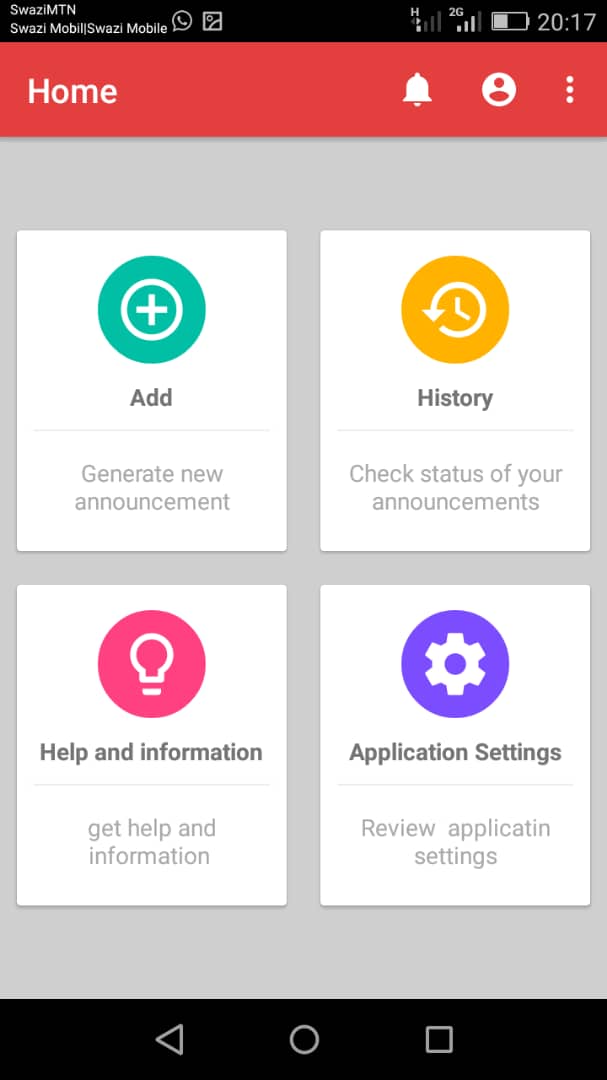 SwaziMTN
Swazi Mobil|Swazi Mobile
H
2G
20:17
Home
Add
Generate new
announcement
History
Check status of your
announcements
Help and information
get help and
information
Application Settings
Review  applicatin
settings